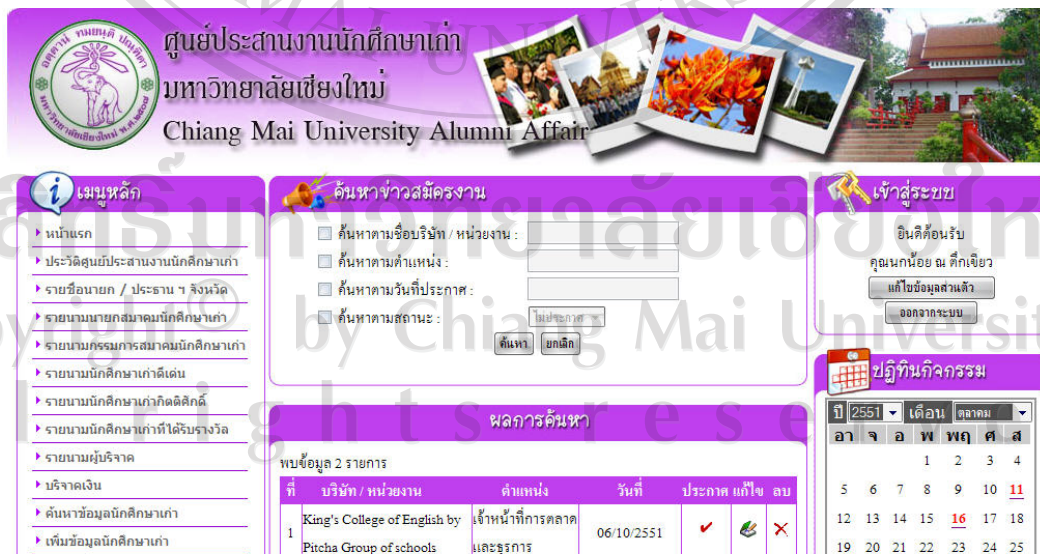 ศูนย์ประสานงานนักศึกษาเก่า
มหาวิทยาลัยเชียงใหม่
Chiang Mai University Alumni Affair
เมนูหลัก
หน้าแรก
ประวัติศูนย์ประสานงานนักศึกษาเก่า
รายชื่อนายก / ประธาน ฯ จังหวัด
รายนามนายกสมาคมนักศึกษาเก่า
รายนามกรรมการสมาคมนักศึกษาเก่า
รายนามนักศึกษาเก่าดีเด่น
รายนามนักศึกษาเก่ากิตติศักดิ์
รายนามนักศึกษาเก่าที่ได้รับรางวัล
รายนามผู้บริจาค
บริจาคเงิน
ค้นหาข้อมูลนักศึกษาเก่า
เพิ่มข้อมูลนักศึกษาเก่า
ค้นหาข่าวสมัครงาน
ค้นหาตามชื่อบริษัท / หน่วยงาน :
ค้นหาตามตำแหน่ง :
ค้นหาตามวันที่ประกาศ :
ค้นหาตามสถานะ : ไม่ประกาศ
ค้นหา ยกเลิก
ผลการค้นหา
พบข้อมูล 2 รายการ
ที่ บริษัท / หน่วยงาน ตำแหน่ง วันที่ ประกาศ แก้ไข ลบ
1 King's College of English by Pitcha Group of schools เจ้าหน้าที่การตลาดและธุรการ 06/10/2551
เข้าสู่ระบบ
ยินดีต้อนรับ
คุณนกน้อย ณ ตึกเขียว
แก้ไขข้อมูลส่วนตัว
ออกจากระบบ
ปฏิทินกิจกรรม
ปี 2551 เดือน ตุลาคม
อา จ อ พ พฤ ศ ส
1 2 3 4
5 6 7 8 9 10 11
12 13 14 15 16 17 18
19 20 21 22 23 24 25